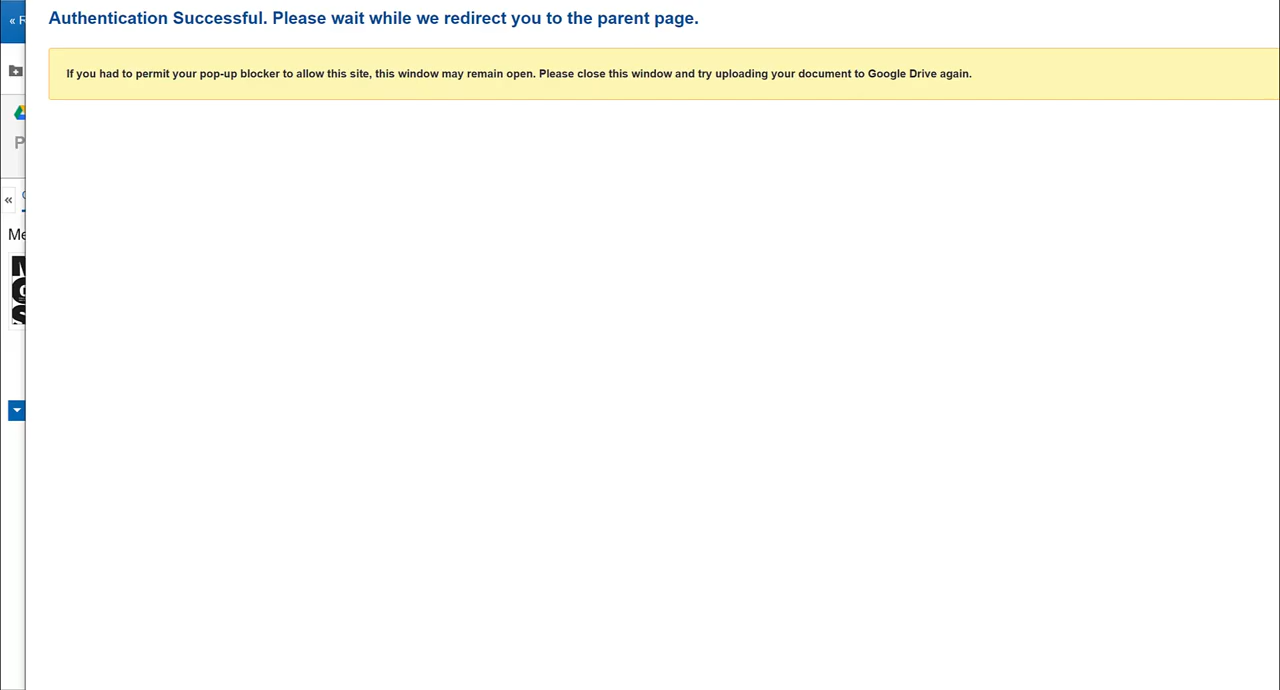 Authentication Successful. Please wait while we redirect you to the parent page.
If you had to permit your pop-up blocker to allow this site, this window may remain open. Please close this window and try uploading your document to Google Drive again.
«
«